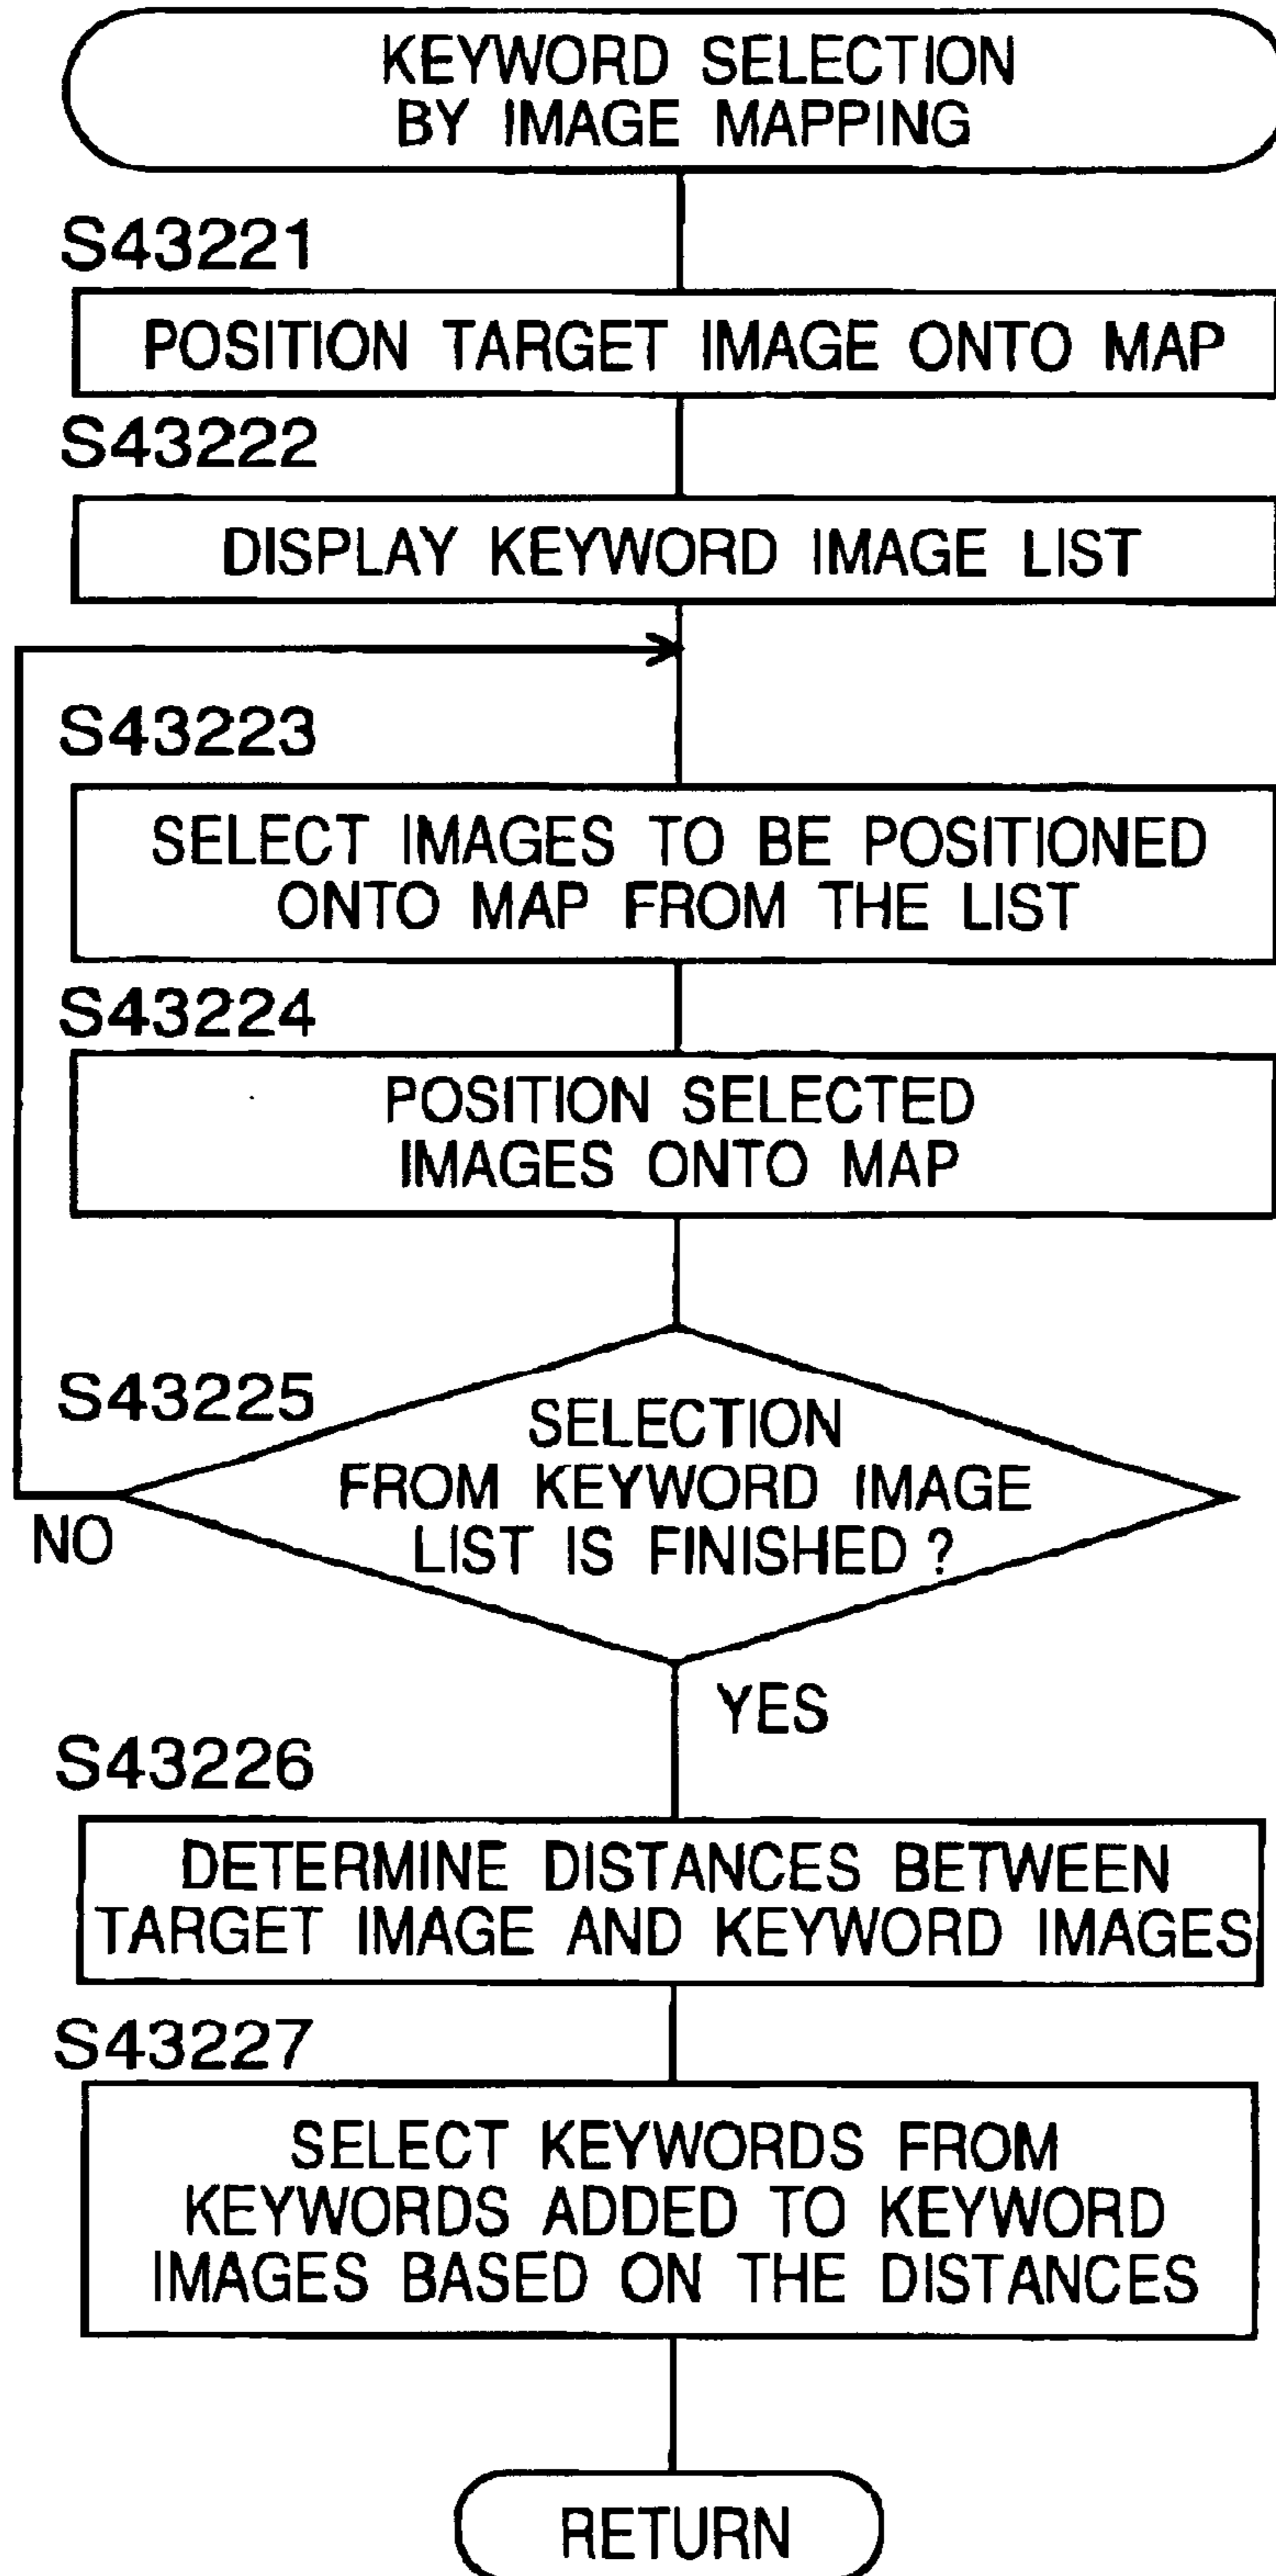 KEYWORD SELECTION
BY IMAGE MAPPING
S43221
POSITION TARGET IMAGE ONTO MAP
S43222
DISPLAY KEYWORD IMAGE LIST
S43223
SELECT IMAGES TO BE POSITIONED
ONTO MAP FROM THE LIST
S43224
POSITION SELECTED
IMAGES ONTO MAP
S43225
SELECTION
FROM KEYWORD IMAGE
LIST IS FINISHED ?
NO
YES
S43226
DETERMINE DISTANCES BETWEEN
TARGET IMAGE AND KEYWORD IMAGES
S43227
SELECT KEYWORDS FROM
KEYWORDS ADDED TO KEYWORD
IMAGES BASED ON THE DISTANCES
RETURN